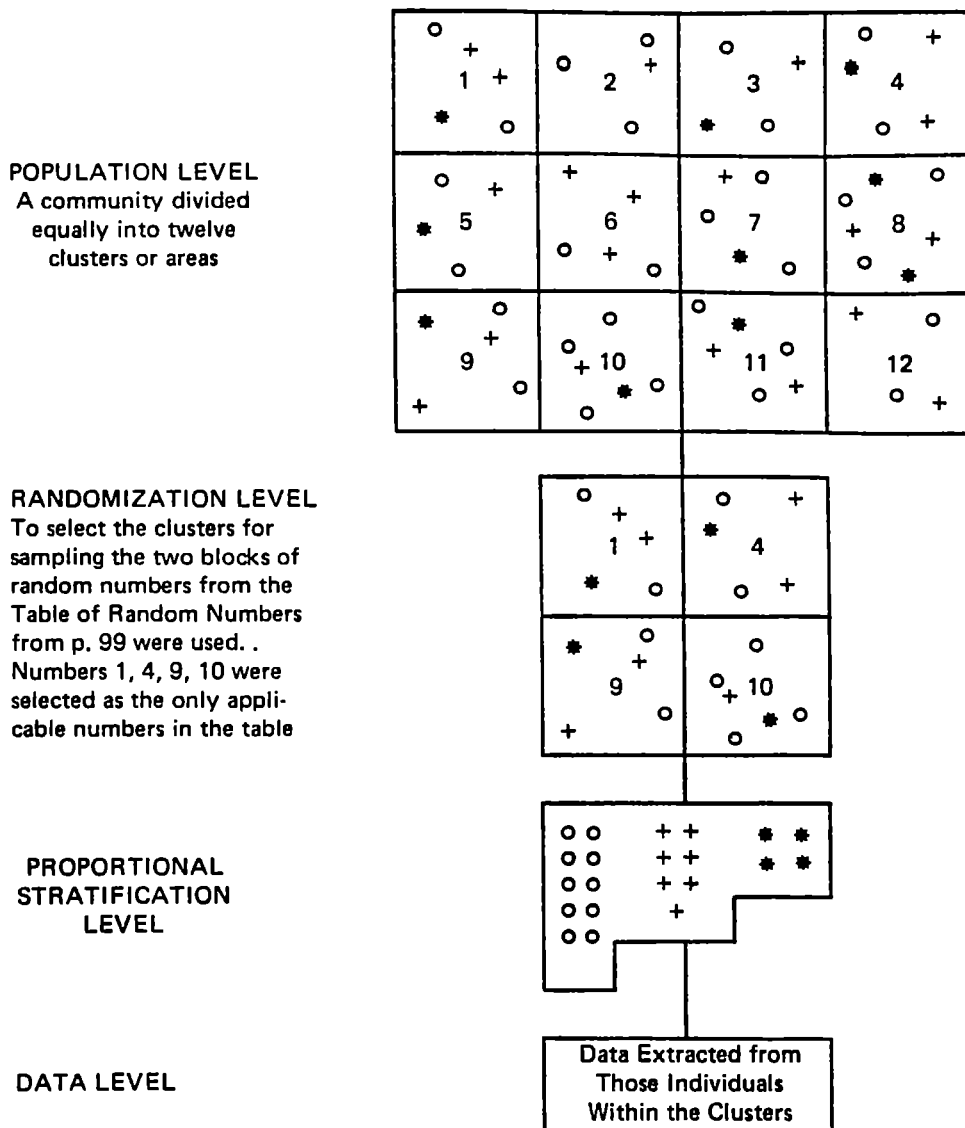 1 2 3 4
POPULATION LEVEL
A community divided
equally into twelve
clusters or areas
5 6 7 8
9 10 11 12
RANDOMIZATION LEVEL
To select the clusters for
sampling the two blocks of
random numbers from the
Table of Random Numbers
from p. 99 were used. .
Numbers 1, 4, 9, 10 were
selected as the only appli-
cable numbers in the table
1 4
9 10
PROPORTIONAL
STRATIFICATION
LEVEL
DATA LEVEL
Data Extracted from
Those Individuals
Within the Clusters